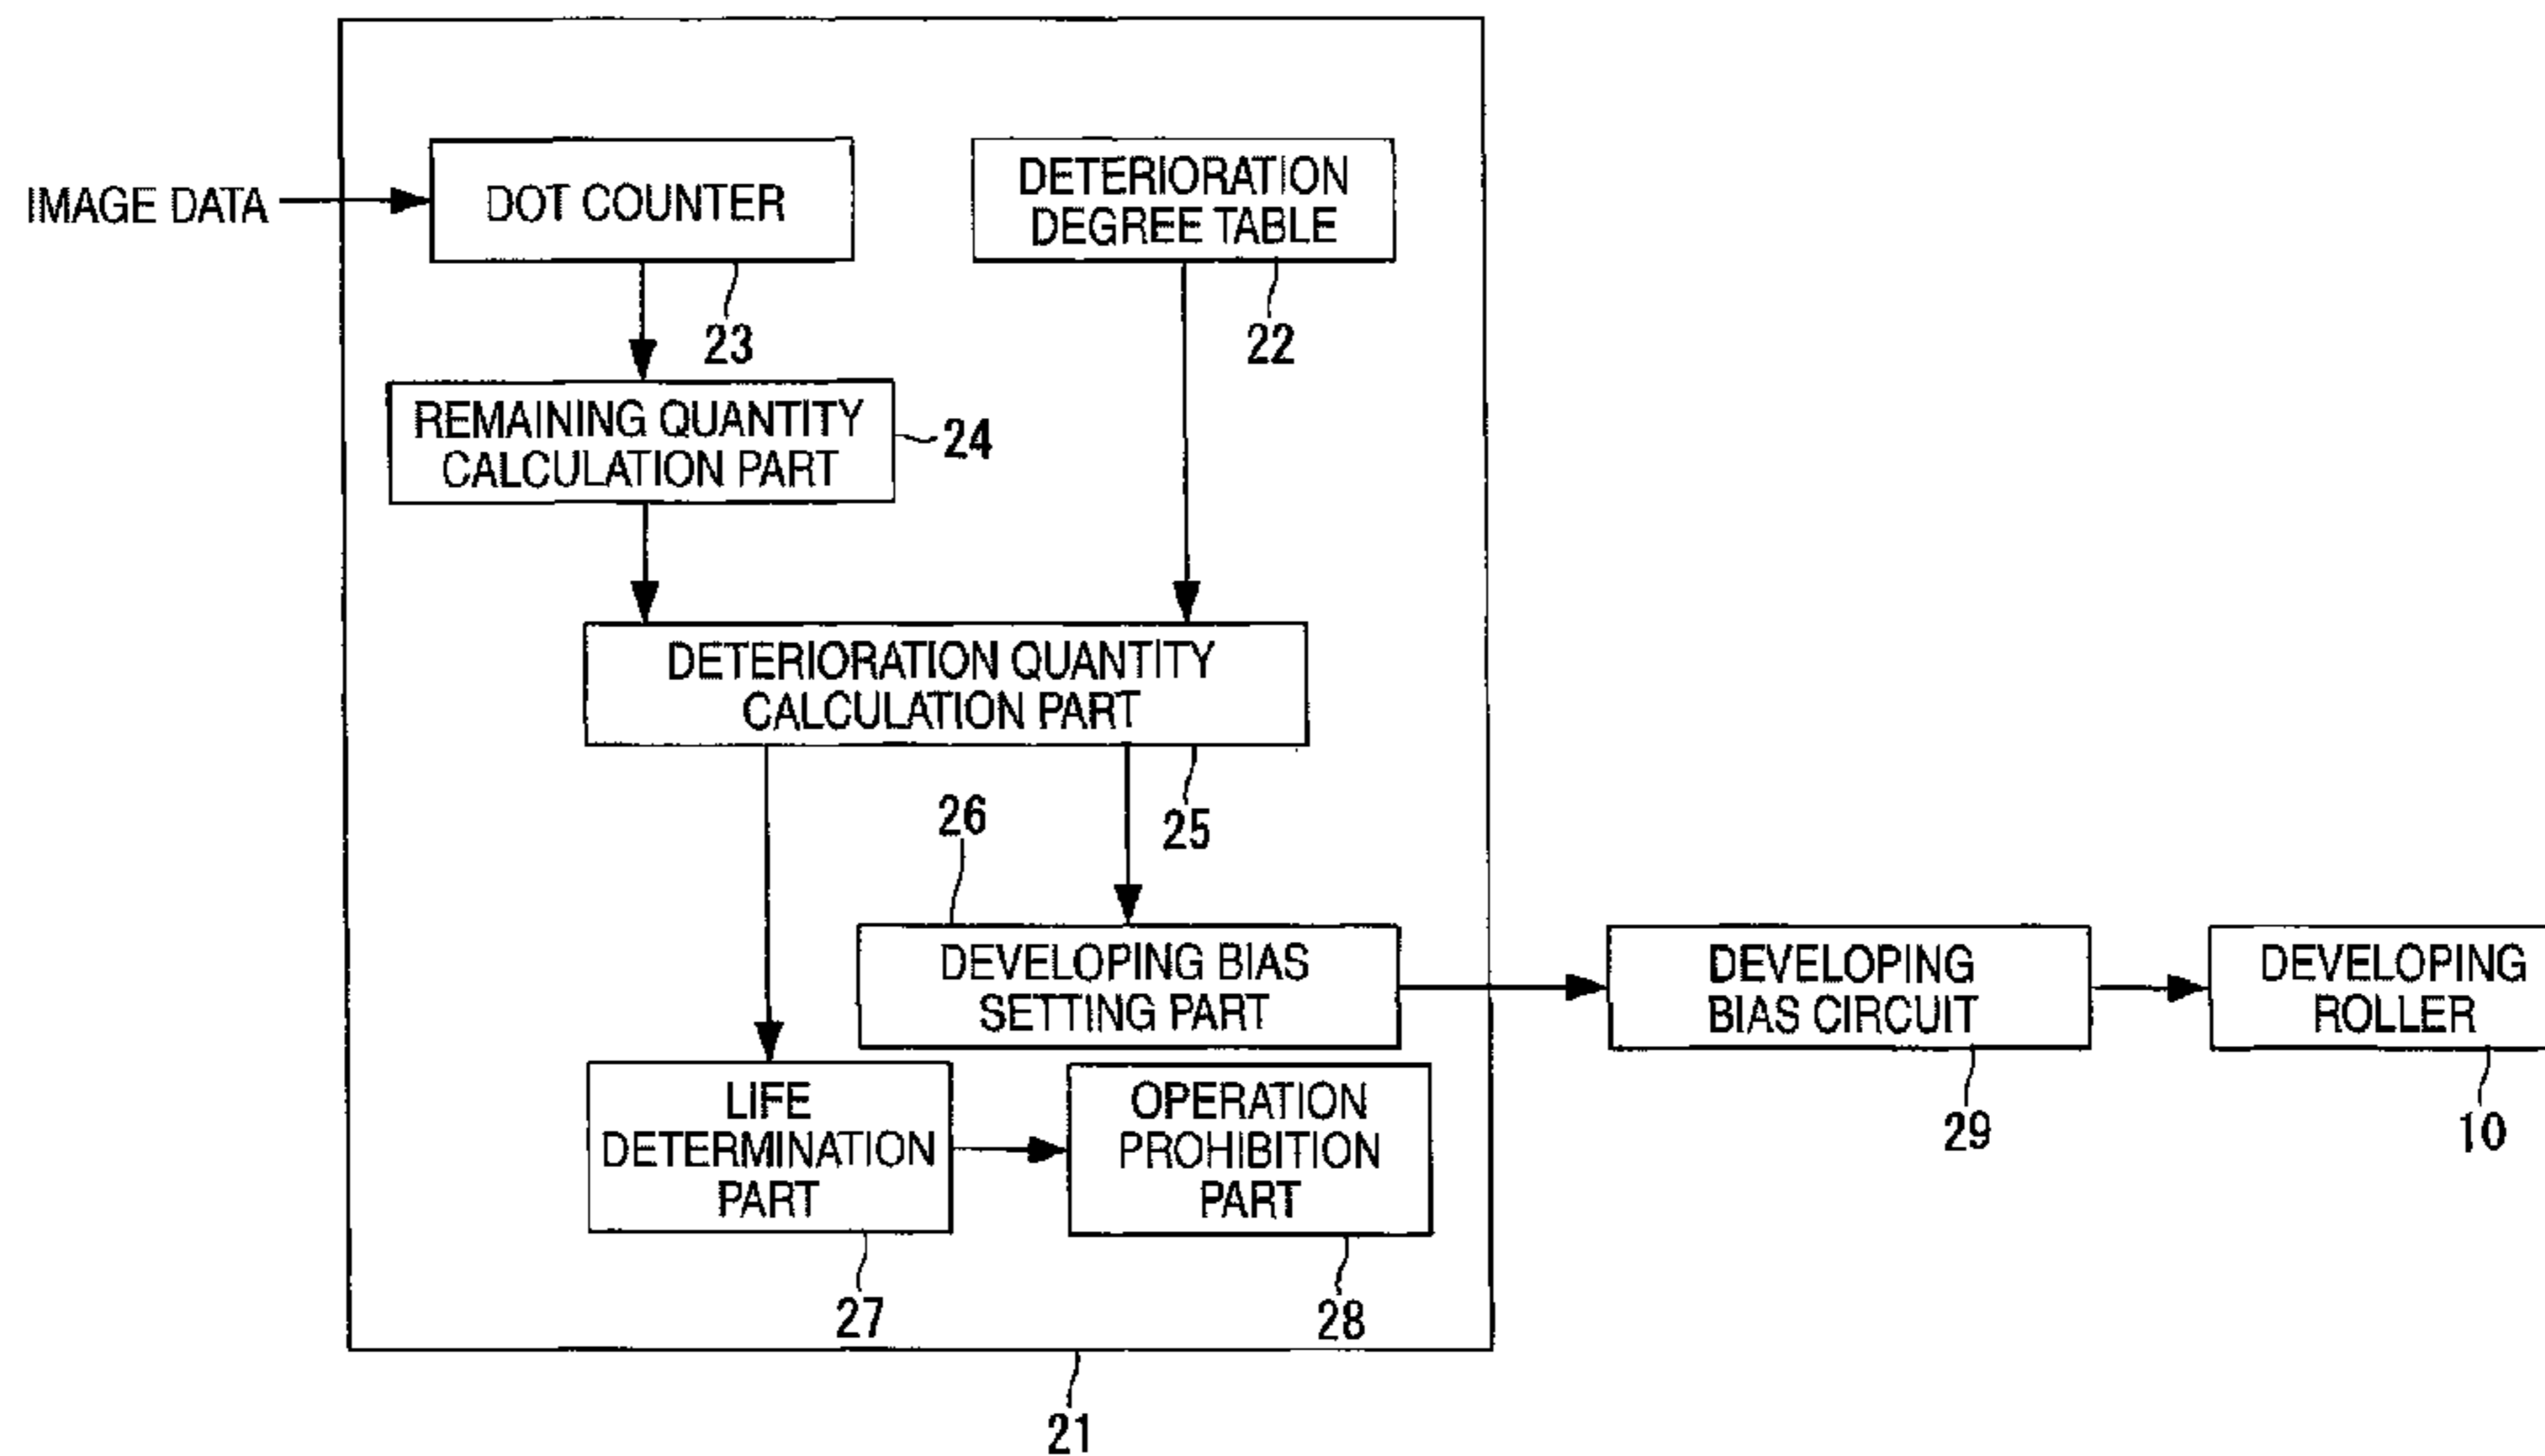 IMAGE DATA
DOT COUNTER
23
DETERIORATION
DEGREE TABLE
22
REMAINING QUANTITY
CALCULATION PART
24
DETERIORATION QUANTITY
CALCULATION PART
25
26
DEVELOPING BIAS
SETTING PART
DEVELOPING
BIAS CIRCUIT
29
DEVELOPING
ROLLER
10
LIFE
DETERMINATION
PART
27
OPERATION
PROHIBITION
PART
28
21